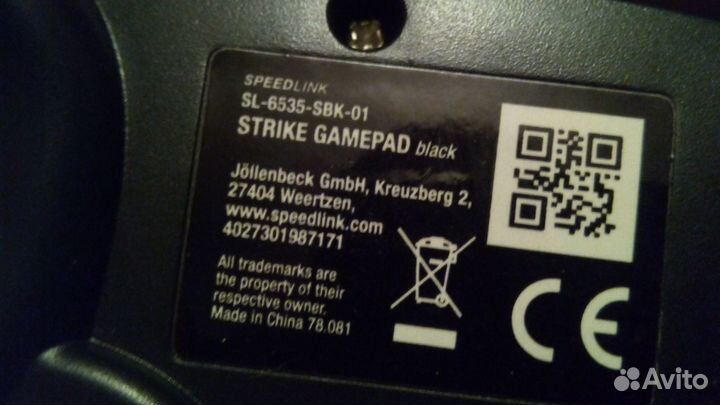 SPEEDLINK
SL-6535-SBK-01
STRIKE GAMEPAD black
Jöllenbeck GmbH, Kreuzberg 2,
27404 Weertzen,
www.speedlink.com
4027301987171
All trademarks are
the property of their
respective owner.
Made in China 78.081
CE
Avito